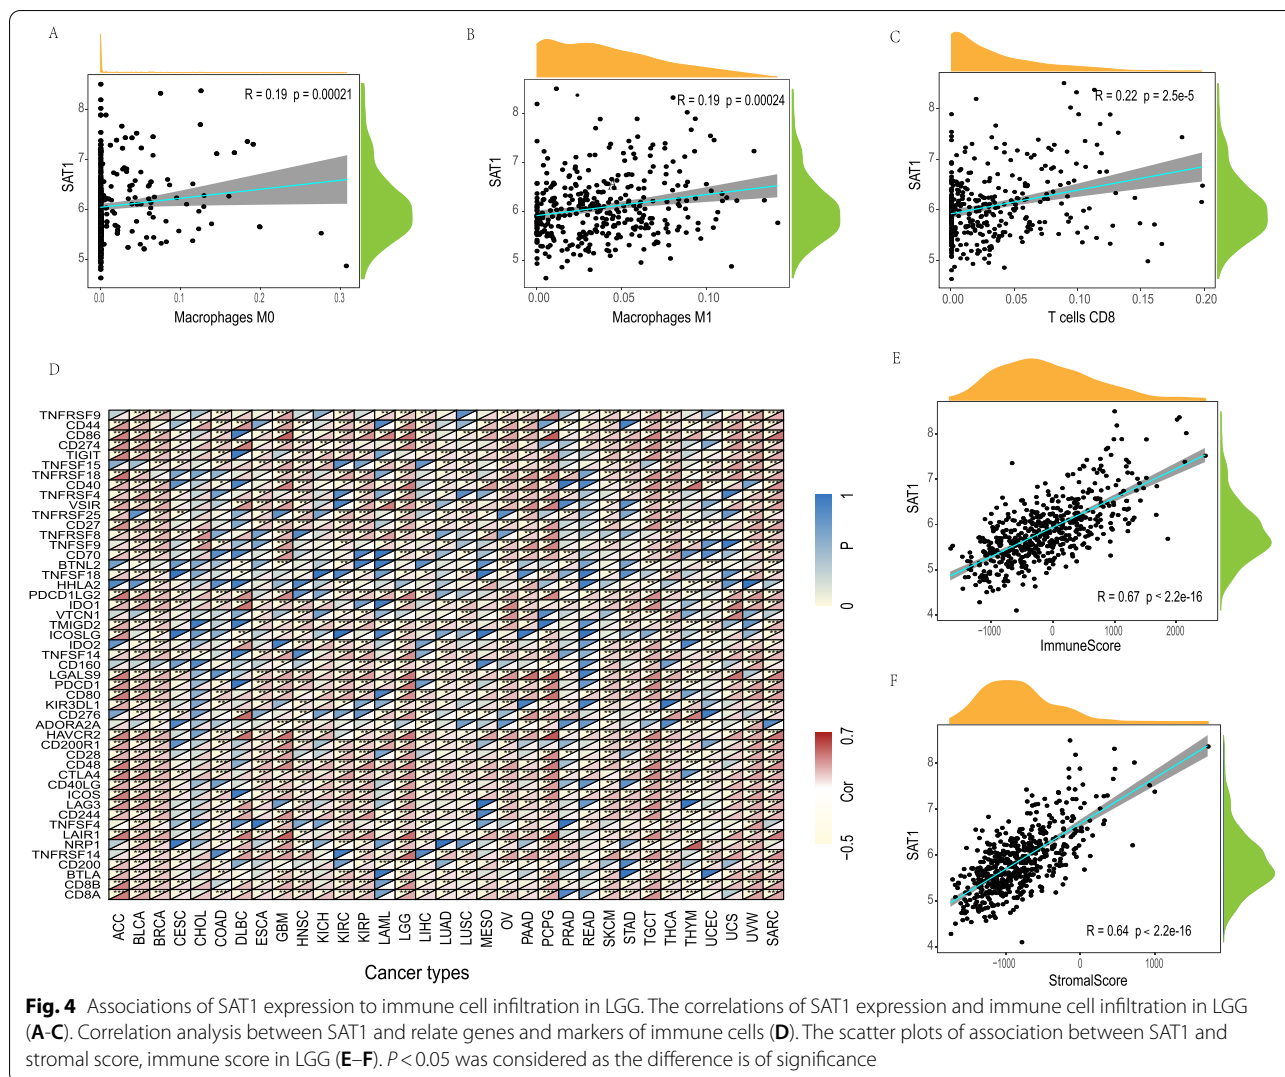 A
R = 0.19 p = 0.00021
SAT1
8
7
6
5
0.0 0.1 0.2 0.3
Macrophages M0
B
R = 0.19 p = 0.00024
SAT1
8
7
6
5
0.00 0.05 0.10
Macrophages M1
C
R = 0.22 p = 2.5e-5
SAT1
8
7
6
5
0.00 0.05 0.10 0.15 0.20
T cells CD8
D
TNFRSF9
CD44
CD86
CD274
TIGIT
TNFSF15
TNFRSF18
CD40
TNFRSF4
VSIR
TNFRSF25
CD27
TNFRSF8
TNFSF9
CD70
BTNL2
TNFSF18
HHLA2
PDCD1LG2
IDO1
VTCN1
TMIGD2
ICOSLG
IDO2
TNFSF14
CD160
LGALS9
PDCD1
CD80
KIR3DL1
CD276
ADORA2A
HAVCR2
CD200R1
CD28
CD48
CTLA4
CD40LG
ICOS
LAG3
CD244
TNFSF4
LAIR1
NRP1
TNFRSF14
CD200
BTLA
CD8B
CD8A
ACC BLCA BRCA CESC CHOL COAD DLBC ESCA GBM HNSC KICH KIRC KIRP LAML LGG LIHC LUAD LUSC MESO OV PAAD PCPG PRAD READ SKCM STAD TGCT THCA THYM UCEC UCS UVW SARC
Cancer types
1
P
0
0.7
Cor
−0.5
E
SAT1
8
7
6
5
4
R = 0.67 p < 2.2e-16
−1000 0 1000 2000
ImmuneScore
F
SAT1
8
7
6
5
4
R = 0.64 p < 2.2e-16
−1000 0 1000
StromalScore
Fig. 4 Associations of SAT1 expression to immune cell infiltration in LGG. The correlations of SAT1 expression and immune cell infiltration in LGG
(A-C). Correlation analysis between SAT1 and relate genes and markers of immune cells (D). The scatter plots of association between SAT1 and
stromal score, immune score in LGG (E–F). P < 0.05 was considered as the difference is of significance